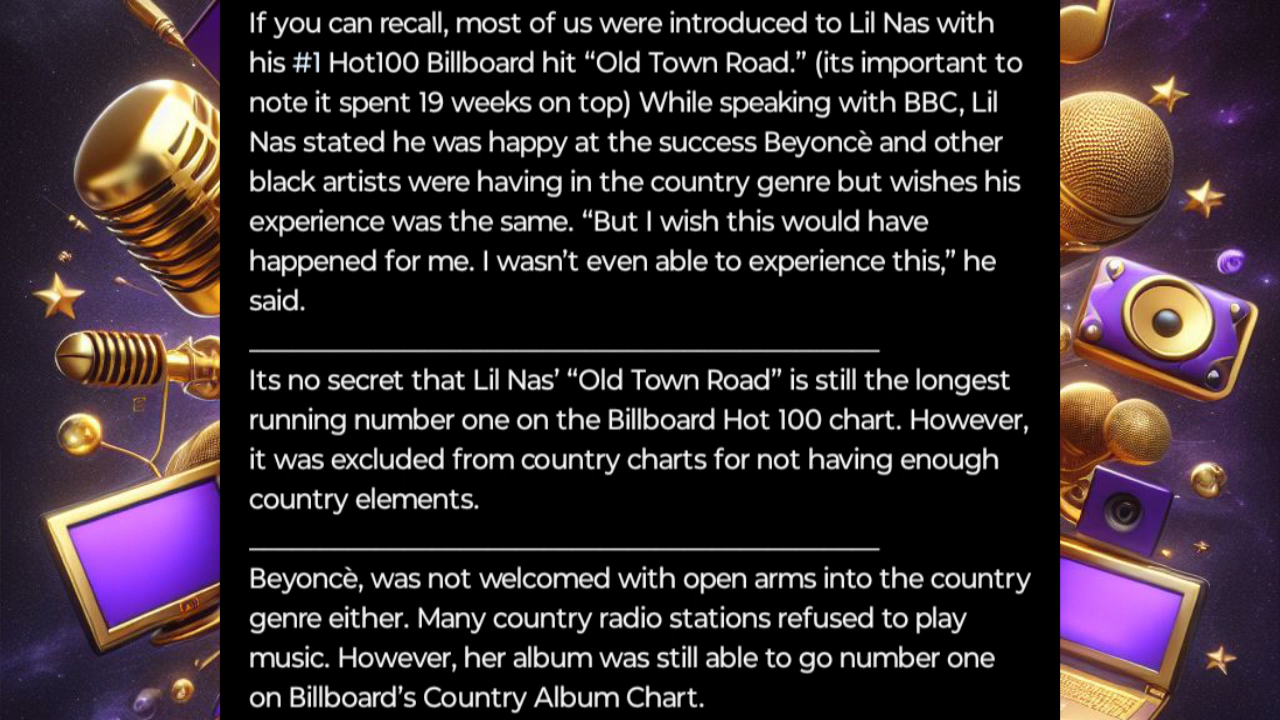 If you can recall, most of us were introduced to Lil Nas with
his #1 Hot100 Billboard hit “Old Town Road.” (its important to
note it spent 19 weeks on top) While speaking with BBC, Lil
Nas stated he was happy at the success Beyoncè and other
black artists were having in the country genre but wishes his
experience was the same. “But I wish this would have
happened for me. I wasn’t even able to experience this,” he
said.
Its no secret that Lil Nas’ “Old Town Road” is still the longest
running number one on the Billboard Hot 100 chart. However,
it was excluded from country charts for not having enough
country elements.
Beyoncè, was not welcomed with open arms into the country
genre either. Many country radio stations refused to play
music. However, her album was still able to go number one
on Billboard’s Country Album Chart.